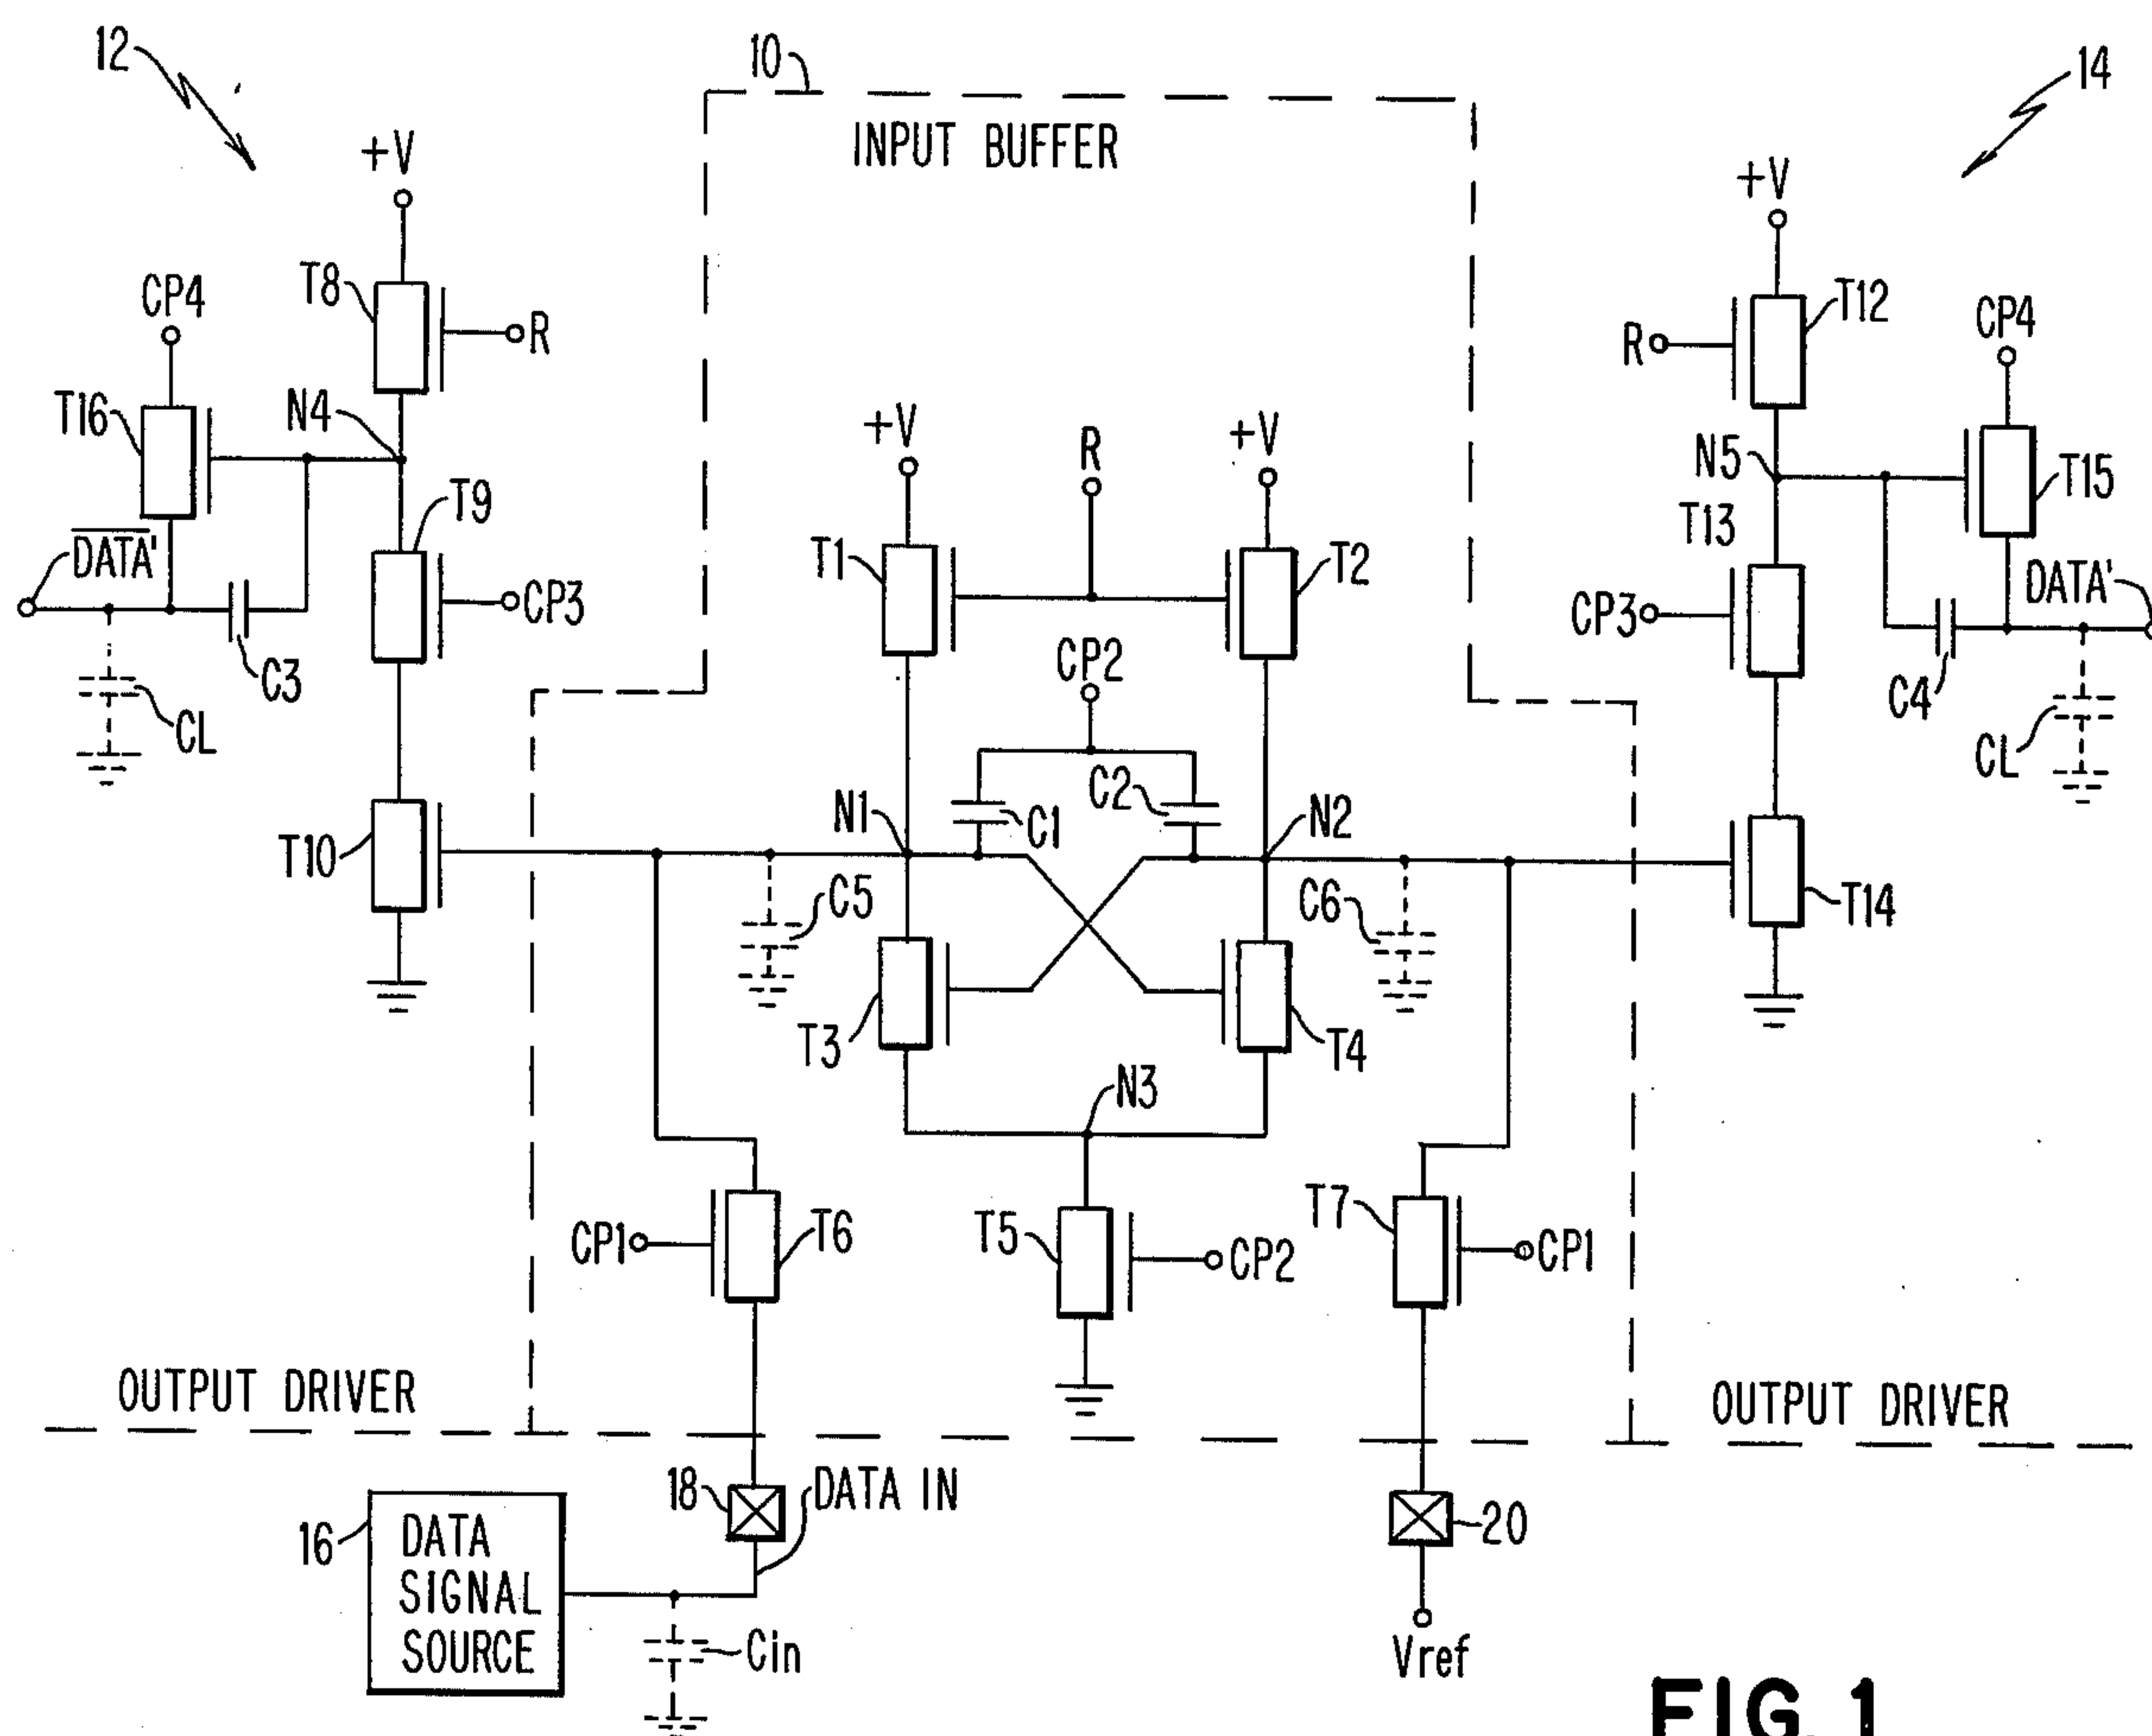 12
10
14
INPUT BUFFER
+V
+V
T8
R
CP4
T12
R
CP4
T16
N4
+V
R
+V
N5
T15
T9
T13
DATA'
T1
T2
DATA'
CP3
CP3
C3
CP2
C4
CL
CL
N1
C1
C2
N2
T10
C5
C6
T14
T3
T4
N3
CP1
T6
T5
CP2
T7
CP1
OUTPUT DRIVER
OUTPUT DRIVER
18
DATA IN
16
DATA
SIGNAL
SOURCE
20
Cin
Vref
FIG. 1